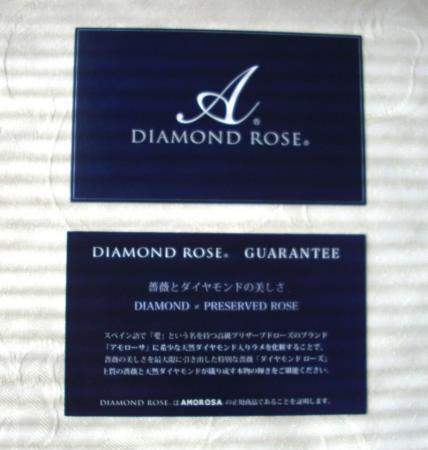 A®
DIAMOND ROSE®
DIAMOND ROSE® GUARANTEE
薔薇とダイヤモンドの美しさ
DIAMOND × PRESERVED ROSE
スペイン語で「愛」という名を持つ高級プリザーブドローズのブランド
「アモローサ」に希少な天然ダイヤモンド入りラメを化粧することで、
薔薇の美しさを最大限に引き出した特別な薔薇「ダイヤモンドローズ」
上質の薔薇と天然ダイヤモンドが織り成す本物の輝きをご堪能ください。
DIAMOND ROSE® は AMOROSA の正規商品であることを証明します。